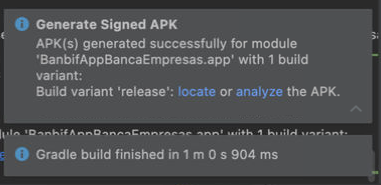 Generate Signed APK
APK(s) generated successfully for module
'BanbifAppBancaEmpresas.app' with 1 build
variant:
Build variant 'release': locate or analyze the APK.
ule 'BanbifAppBancaEmpresas.app' with 1 build variant:
Gradle build finished in 1 m 0 s 904 ms